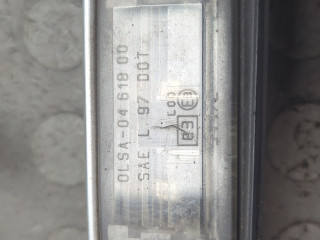 OLSA-04 618 00
SAE L 97 DOT